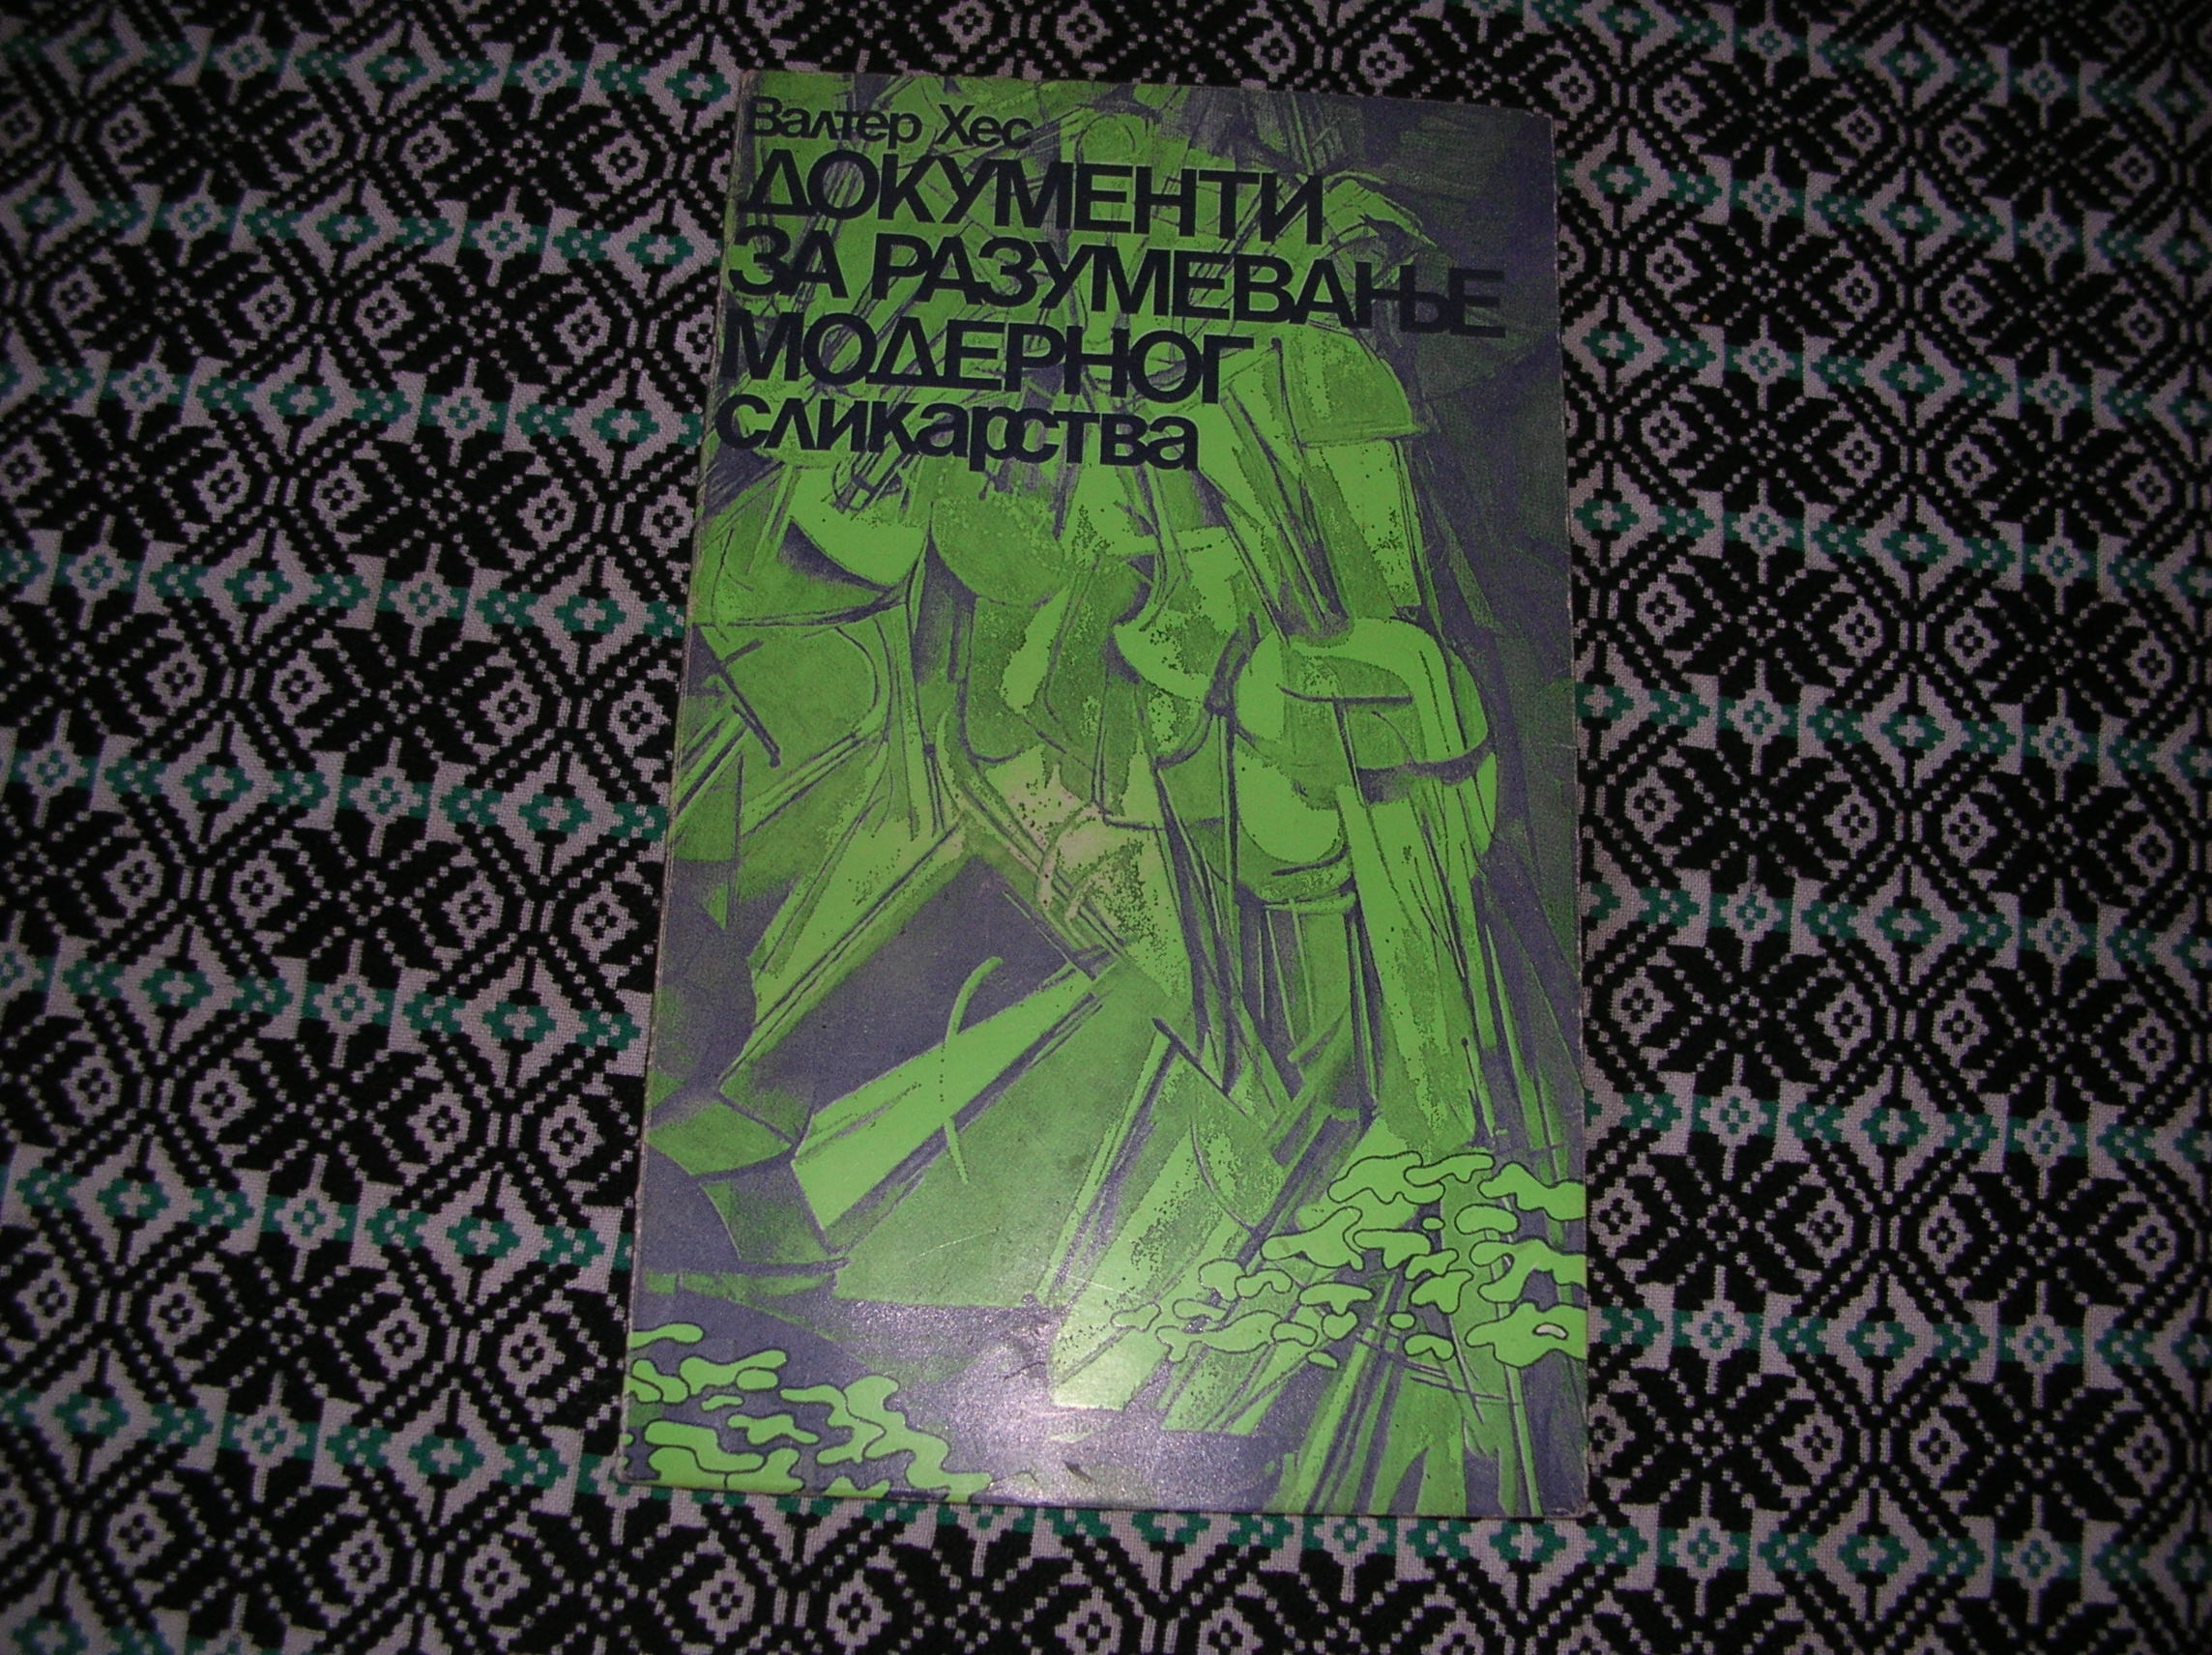 Валтер Хес
ДОКУМЕНТИ
ЗА РАЗУМЕВАЊЕ
МОДЕРНОГ
сликарства